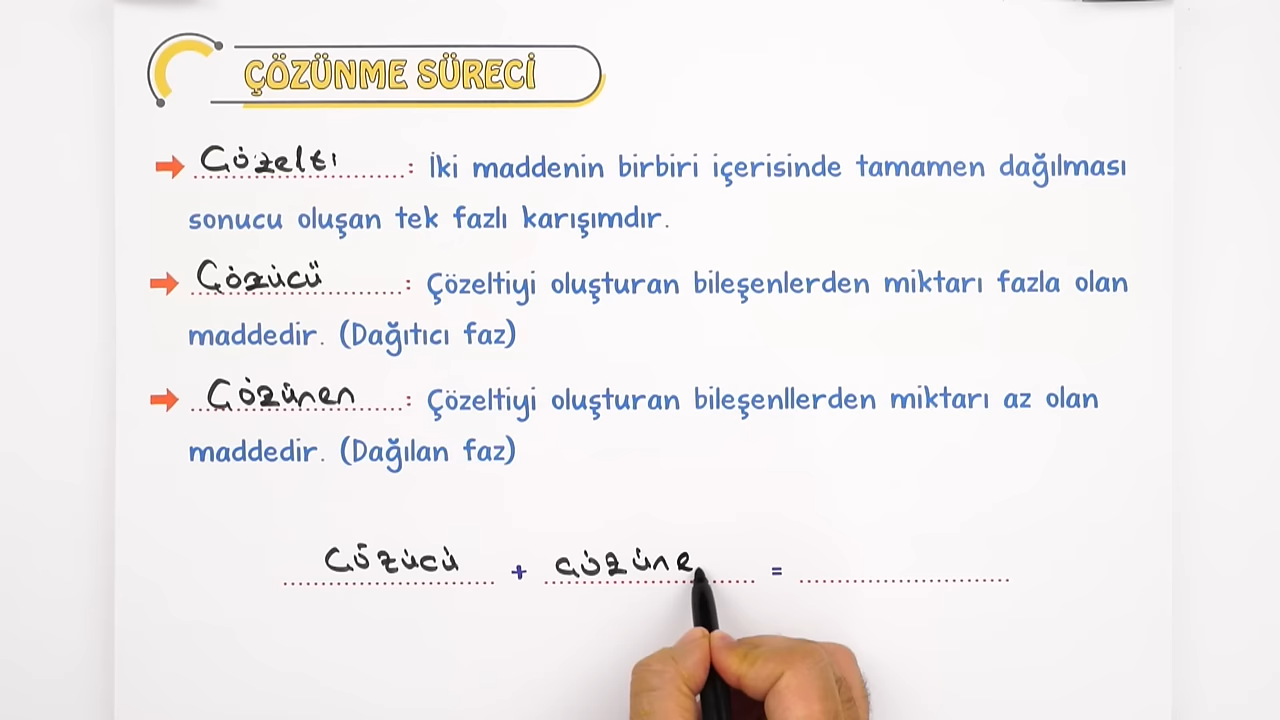 ÇÖZÜNME SÜRECİ
Çözelti : İki maddenin birbiri içerisinde tamamen dağılması
sonucu oluşan tek fazlı karışımdır.
Çözücü : Çözeltiyi oluşturan bileşenlerden miktarı fazla olan
maddedir. (Dağıtıcı faz)
Çözünen : Çözeltiyi oluşturan bileşenllerden miktarı az olan
maddedir. (Dağılan faz)
Çözücü + çözüne =